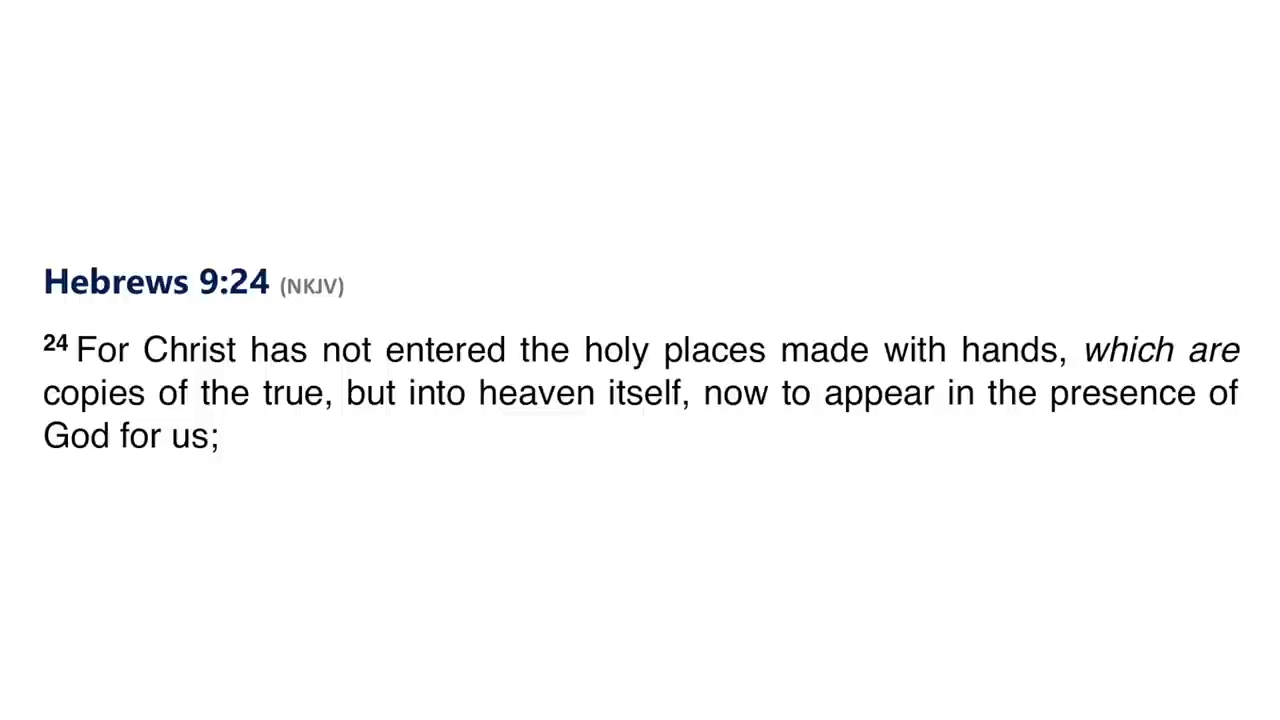 Hebrews 9:24 (NKJV)
24 For Christ has not entered the holy places made with hands, which are
copies of the true, but into heaven itself, now to appear in the presence of
God for us;